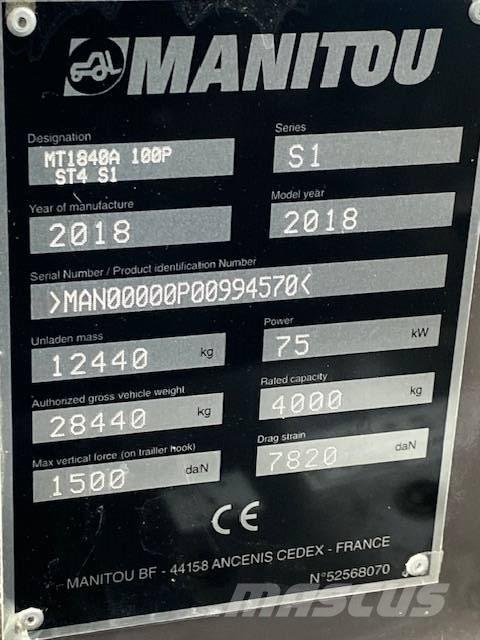 MANITOU
Designation
MT1840A 100P
ST4 S1
Series
S1
Year of manufacture
2018
Model year
2018
Serial Number / Product identification Number
>MAN00000P00994570<
Unladen mass
12440 kg
Power
75 kW
Authorized gross vehicle weight
28440 kg
Rated capacity
4000 kg
Max vertical force (on trailler hook)
1500 daN
Drag strain
7820 daN
CE
MANITOU BF - 44158 ANCENIS CEDEX - FRANCE
N°52568070
MASCUS